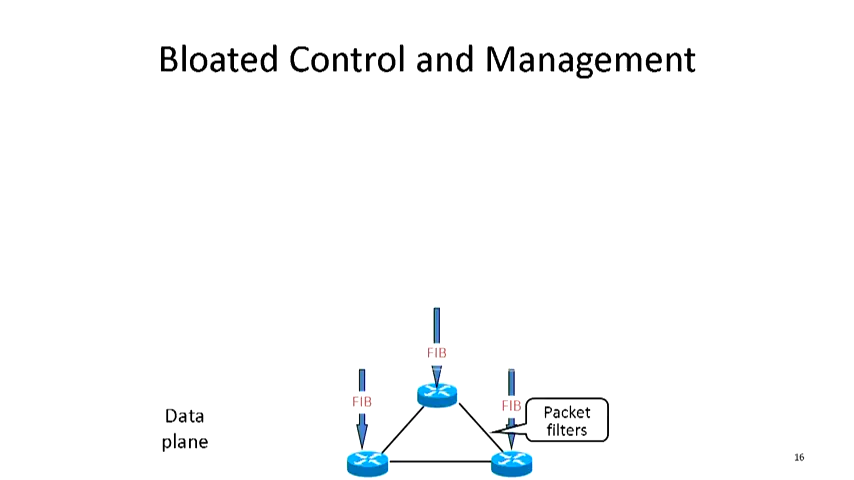 Bloated Control and Management
FIB
FIB
FIB
Packet
filters
Data
plane
16